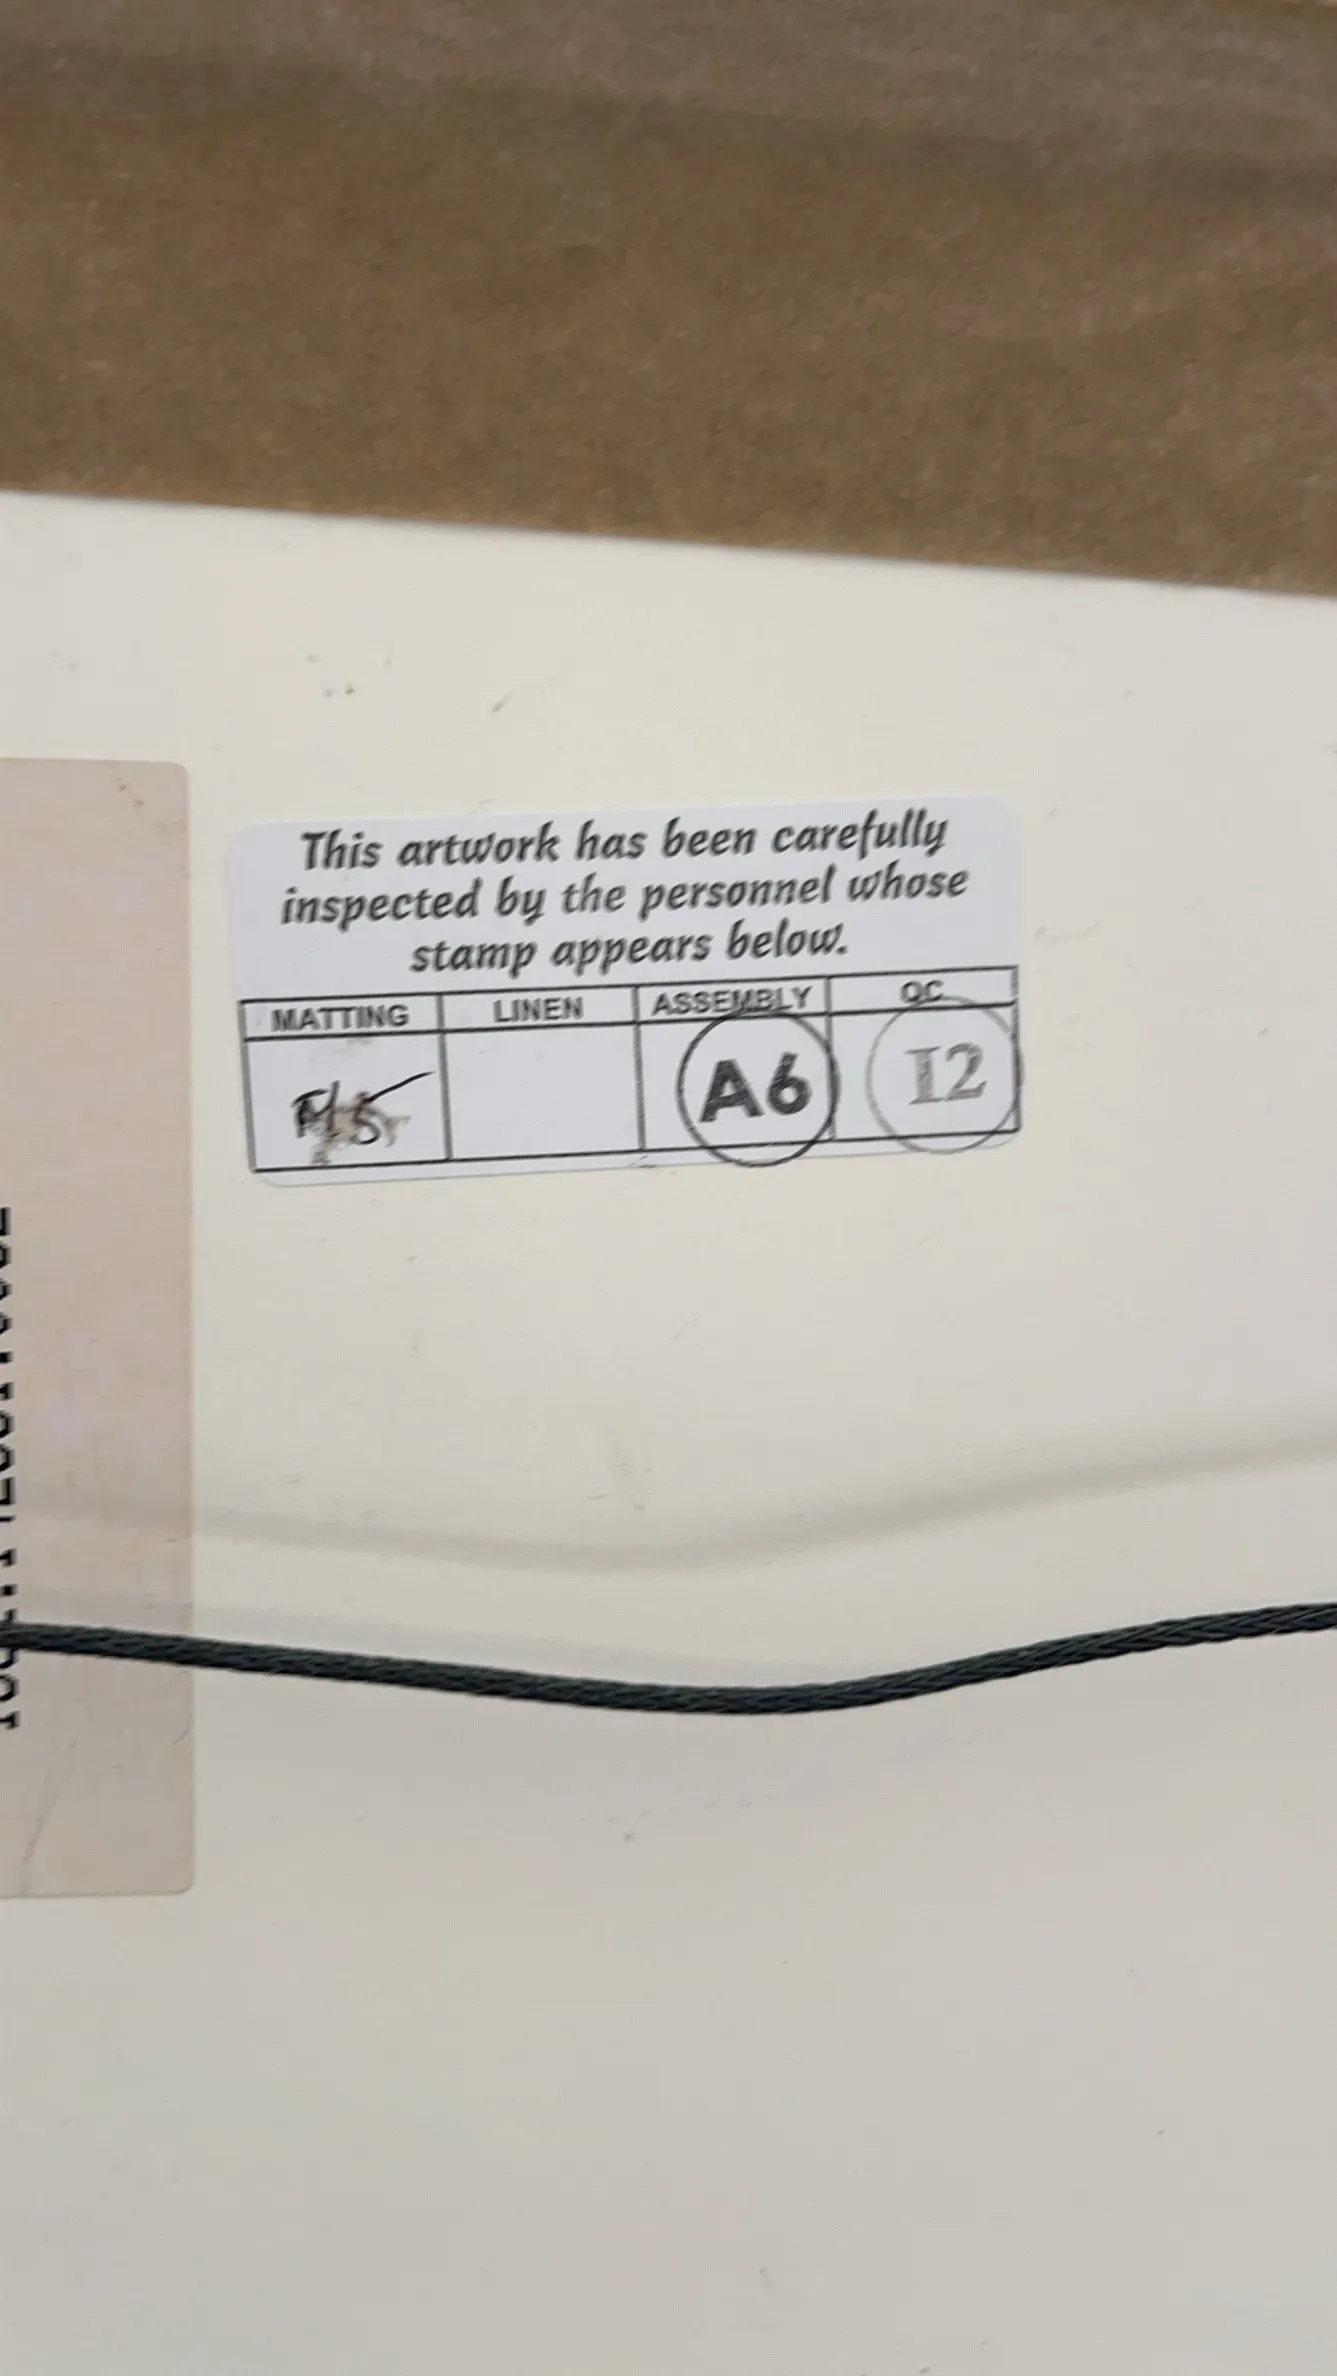 This artwork has been carefully
inspected by the personnel whose
stamp appears below.
MATTING LINEN ASSEMBLY QC
A6 I2